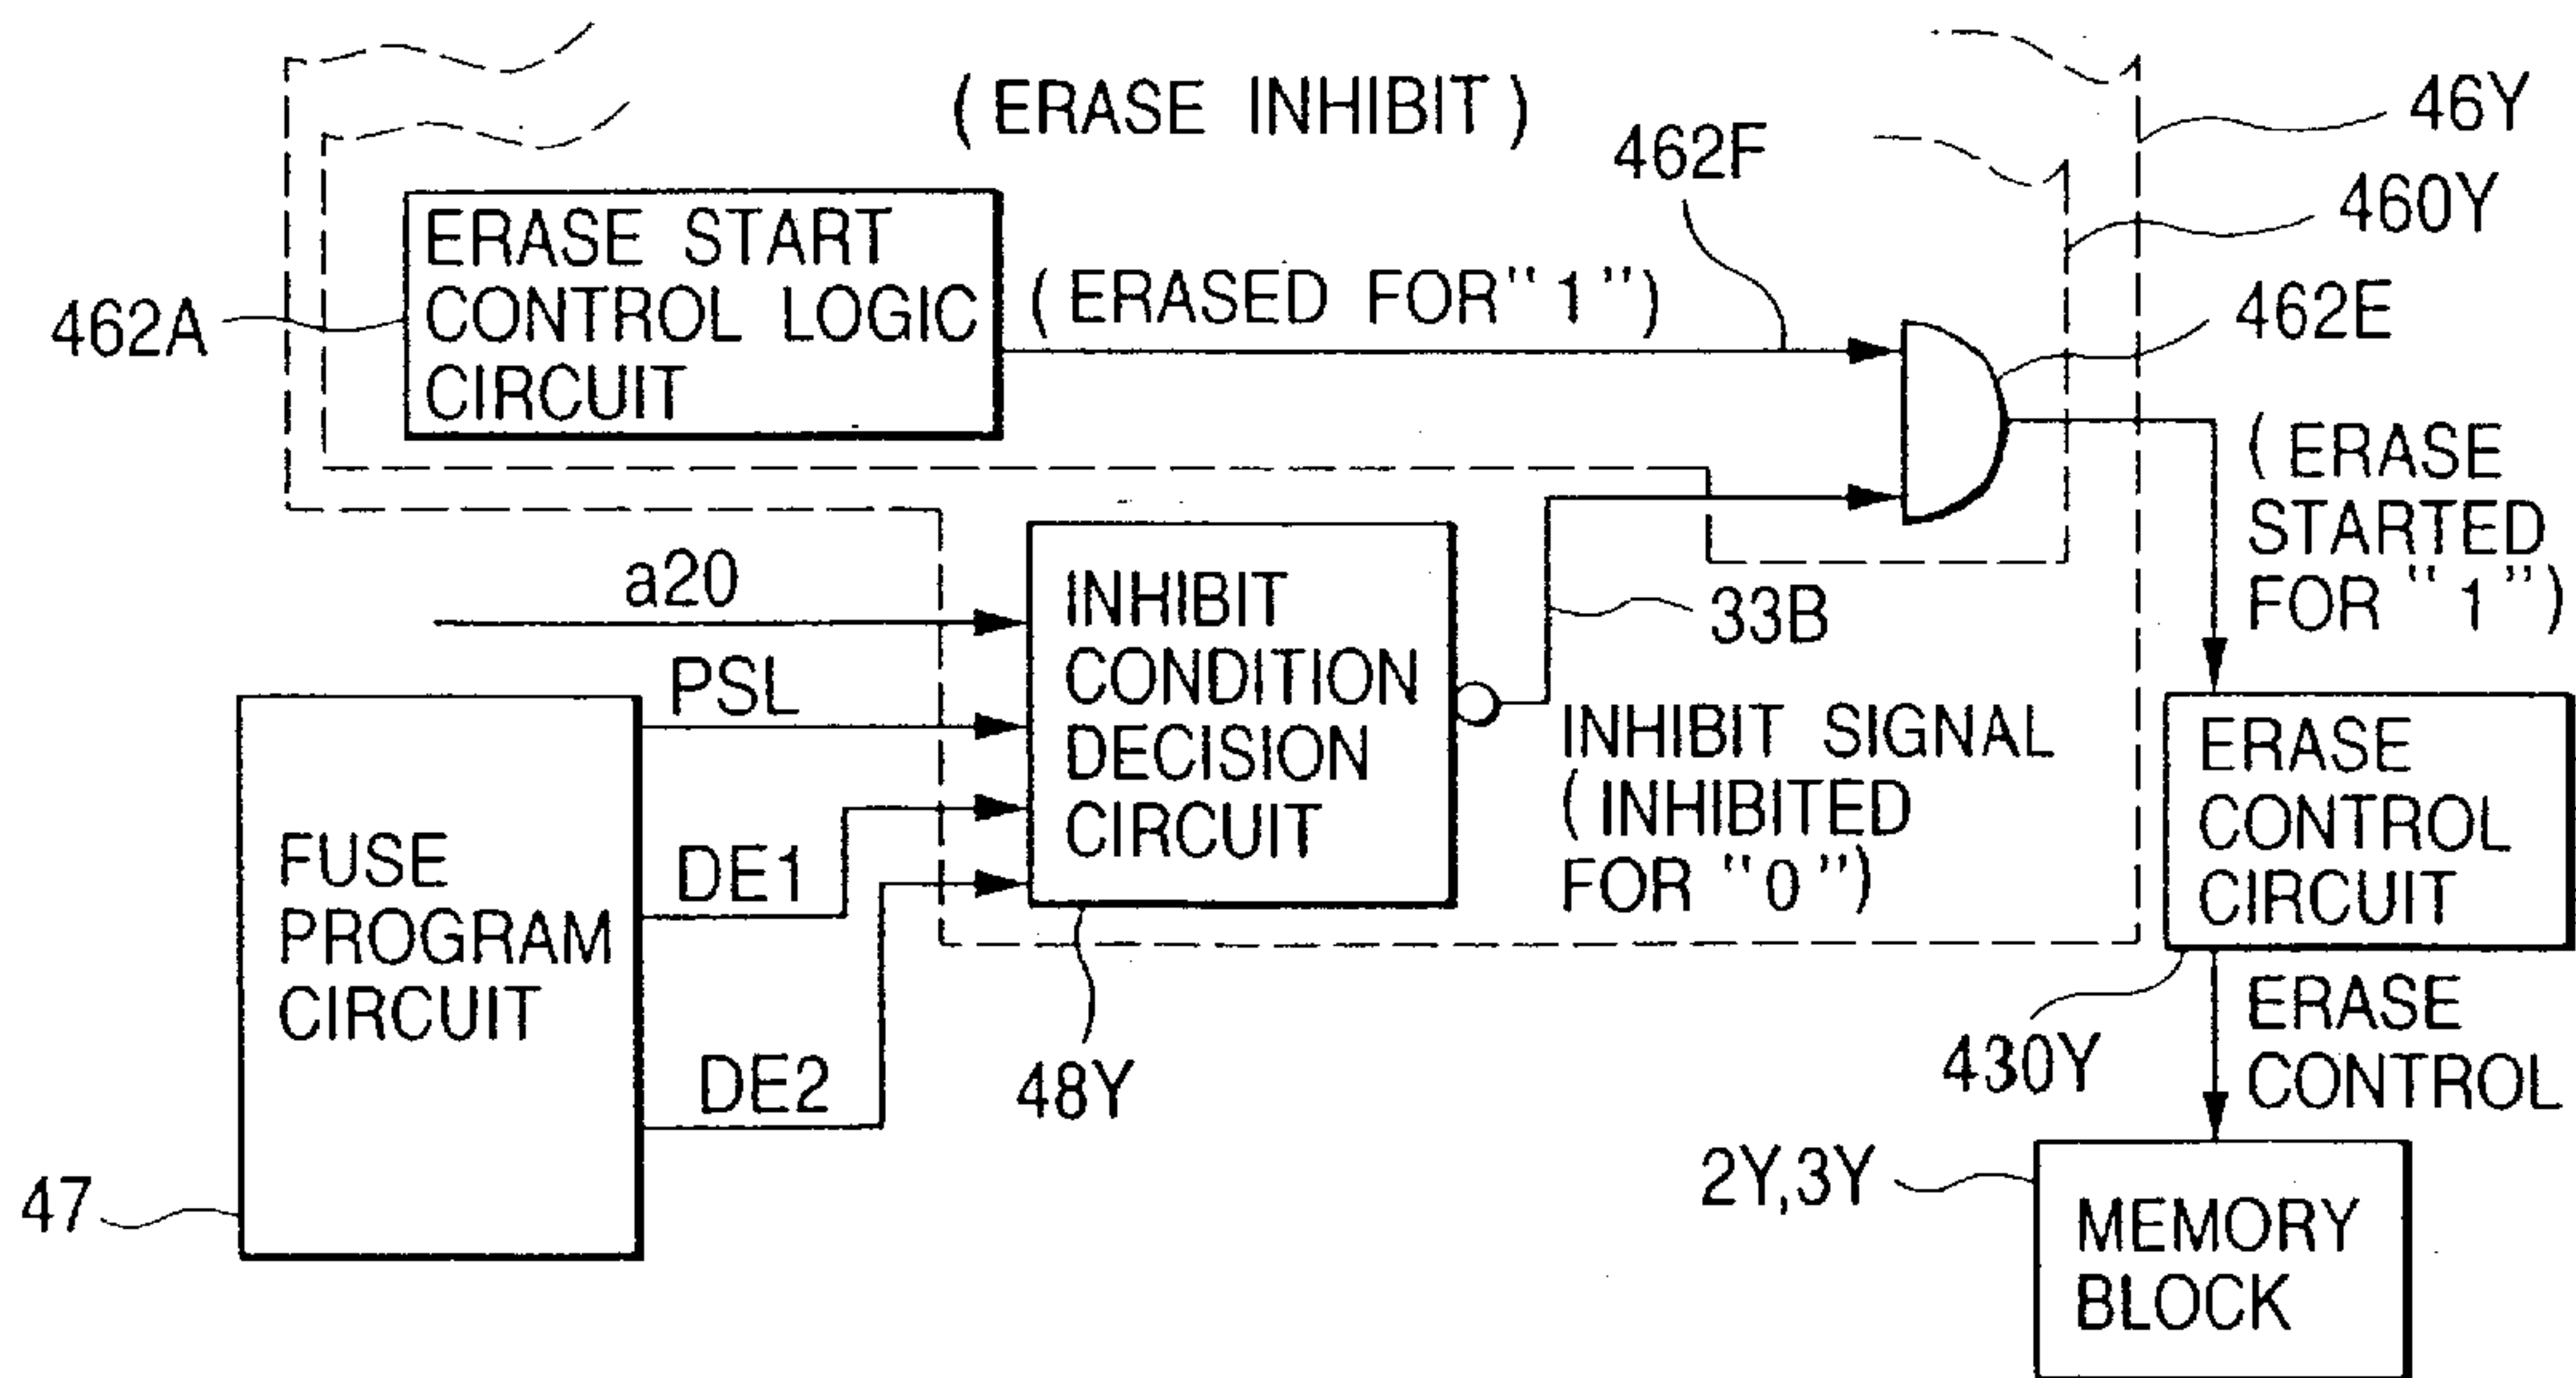 ( ERASE INHIBIT )
46Y
462F
460Y
ERASE START
CONTROL LOGIC
CIRCUIT
462A
( ERASED FOR "1" )
462E
( ERASE
STARTED
FOR "1" )
a20
INHIBIT
CONDITION
DECISION
CIRCUIT
33B
PSL
INHIBIT SIGNAL
( INHIBITED
FOR "0" )
ERASE
CONTROL
CIRCUIT
FUSE
PROGRAM
CIRCUIT
DE1
DE2
48Y
430Y
ERASE
CONTROL
47
2Y,3Y
MEMORY
BLOCK